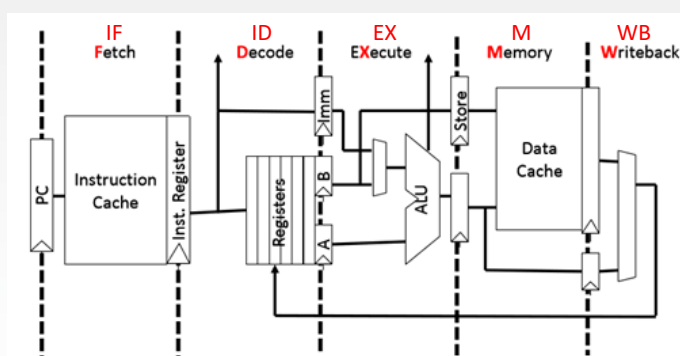 IF
Fetch
ID
Decode
EX
EXecute
M
Memory
WB
Writeback
PC
Instruction
Cache
Inst. Register
Registers
Imm
B
A
ALU
Store
Data
Cache